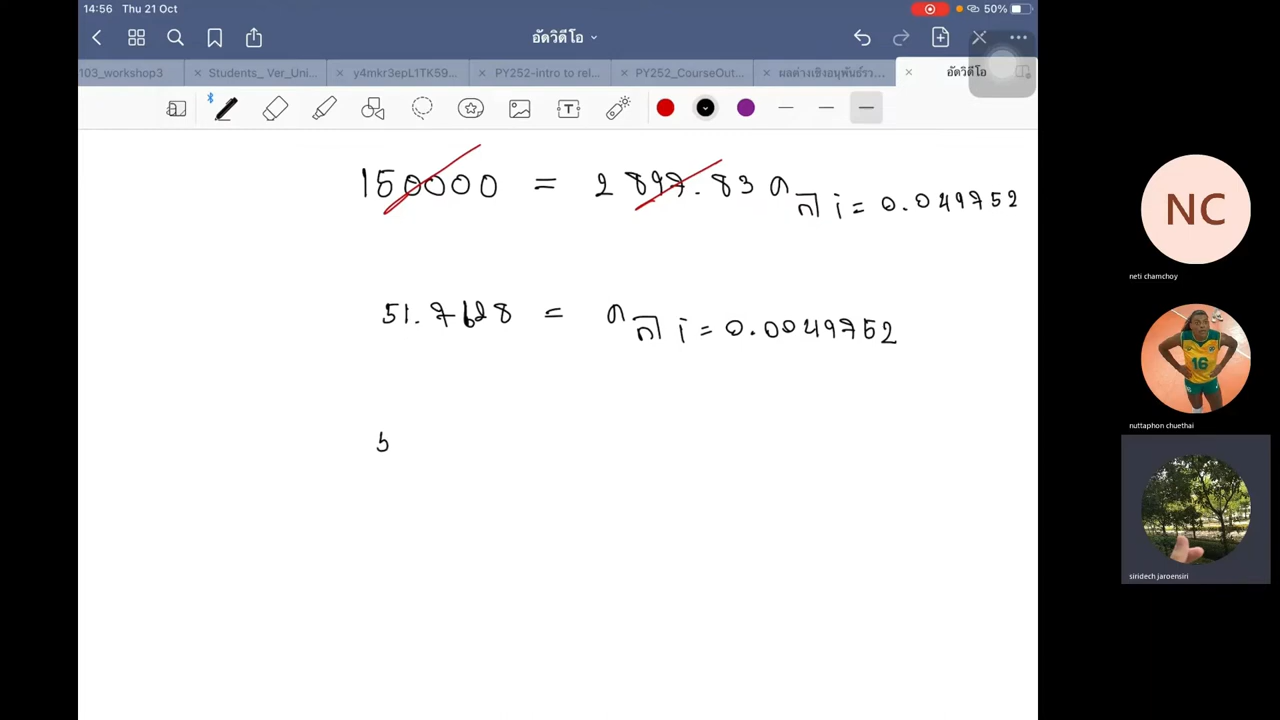 14:56 Thu 21 Oct 50%
อัดวิดีโอ
103_workshop3 Students_ Ver_Uni... y4mkr3epL1TK59... PY252-intro to rel... PY252_CourseOut... ผลต่างเชิงอนุพันธ์รว... อัดวิดีโอ
150000 = 2897.83 a n i = 0.049752
51.7628 = a n i = 0.0049752
5
NC
neti chamchoy
16
nuttaphon chuethai
siridech jaroensiri